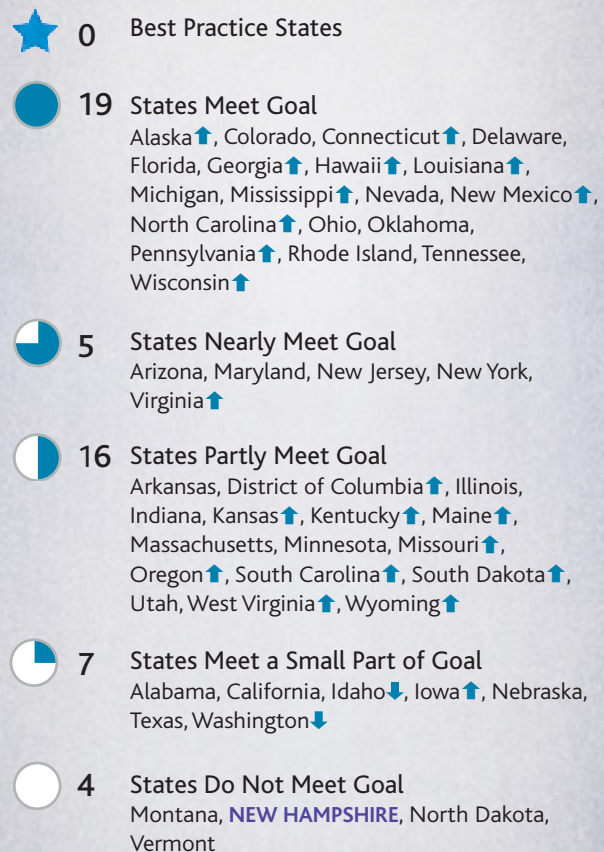 0 Best Practice States
19 States Meet Goal
Alaska⬆, Colorado, Connecticut⬆, Delaware,
Florida, Georgia⬆, Hawaii⬆, Louisiana⬆,
Michigan, Mississippi⬆, Nevada, New Mexico⬆,
North Carolina⬆, Ohio, Oklahoma,
Pennsylvania⬆, Rhode Island, Tennessee,
Wisconsin⬆
5 States Nearly Meet Goal
Arizona, Maryland, New Jersey, New York,
Virginia⬆
16 States Partly Meet Goal
Arkansas, District of Columbia⬆, Illinois,
Indiana, Kansas⬆, Kentucky⬆, Maine⬆,
Massachusetts, Minnesota, Missouri⬆,
Oregon⬆, South Carolina⬆, South Dakota⬆,
Utah, West Virginia⬆, Wyoming⬆
7 States Meet a Small Part of Goal
Alabama, California, Idaho⬇, Iowa⬆, Nebraska,
Texas, Washington⬇
4 States Do Not Meet Goal
Montana, NEW HAMPSHIRE, North Dakota,
Vermont